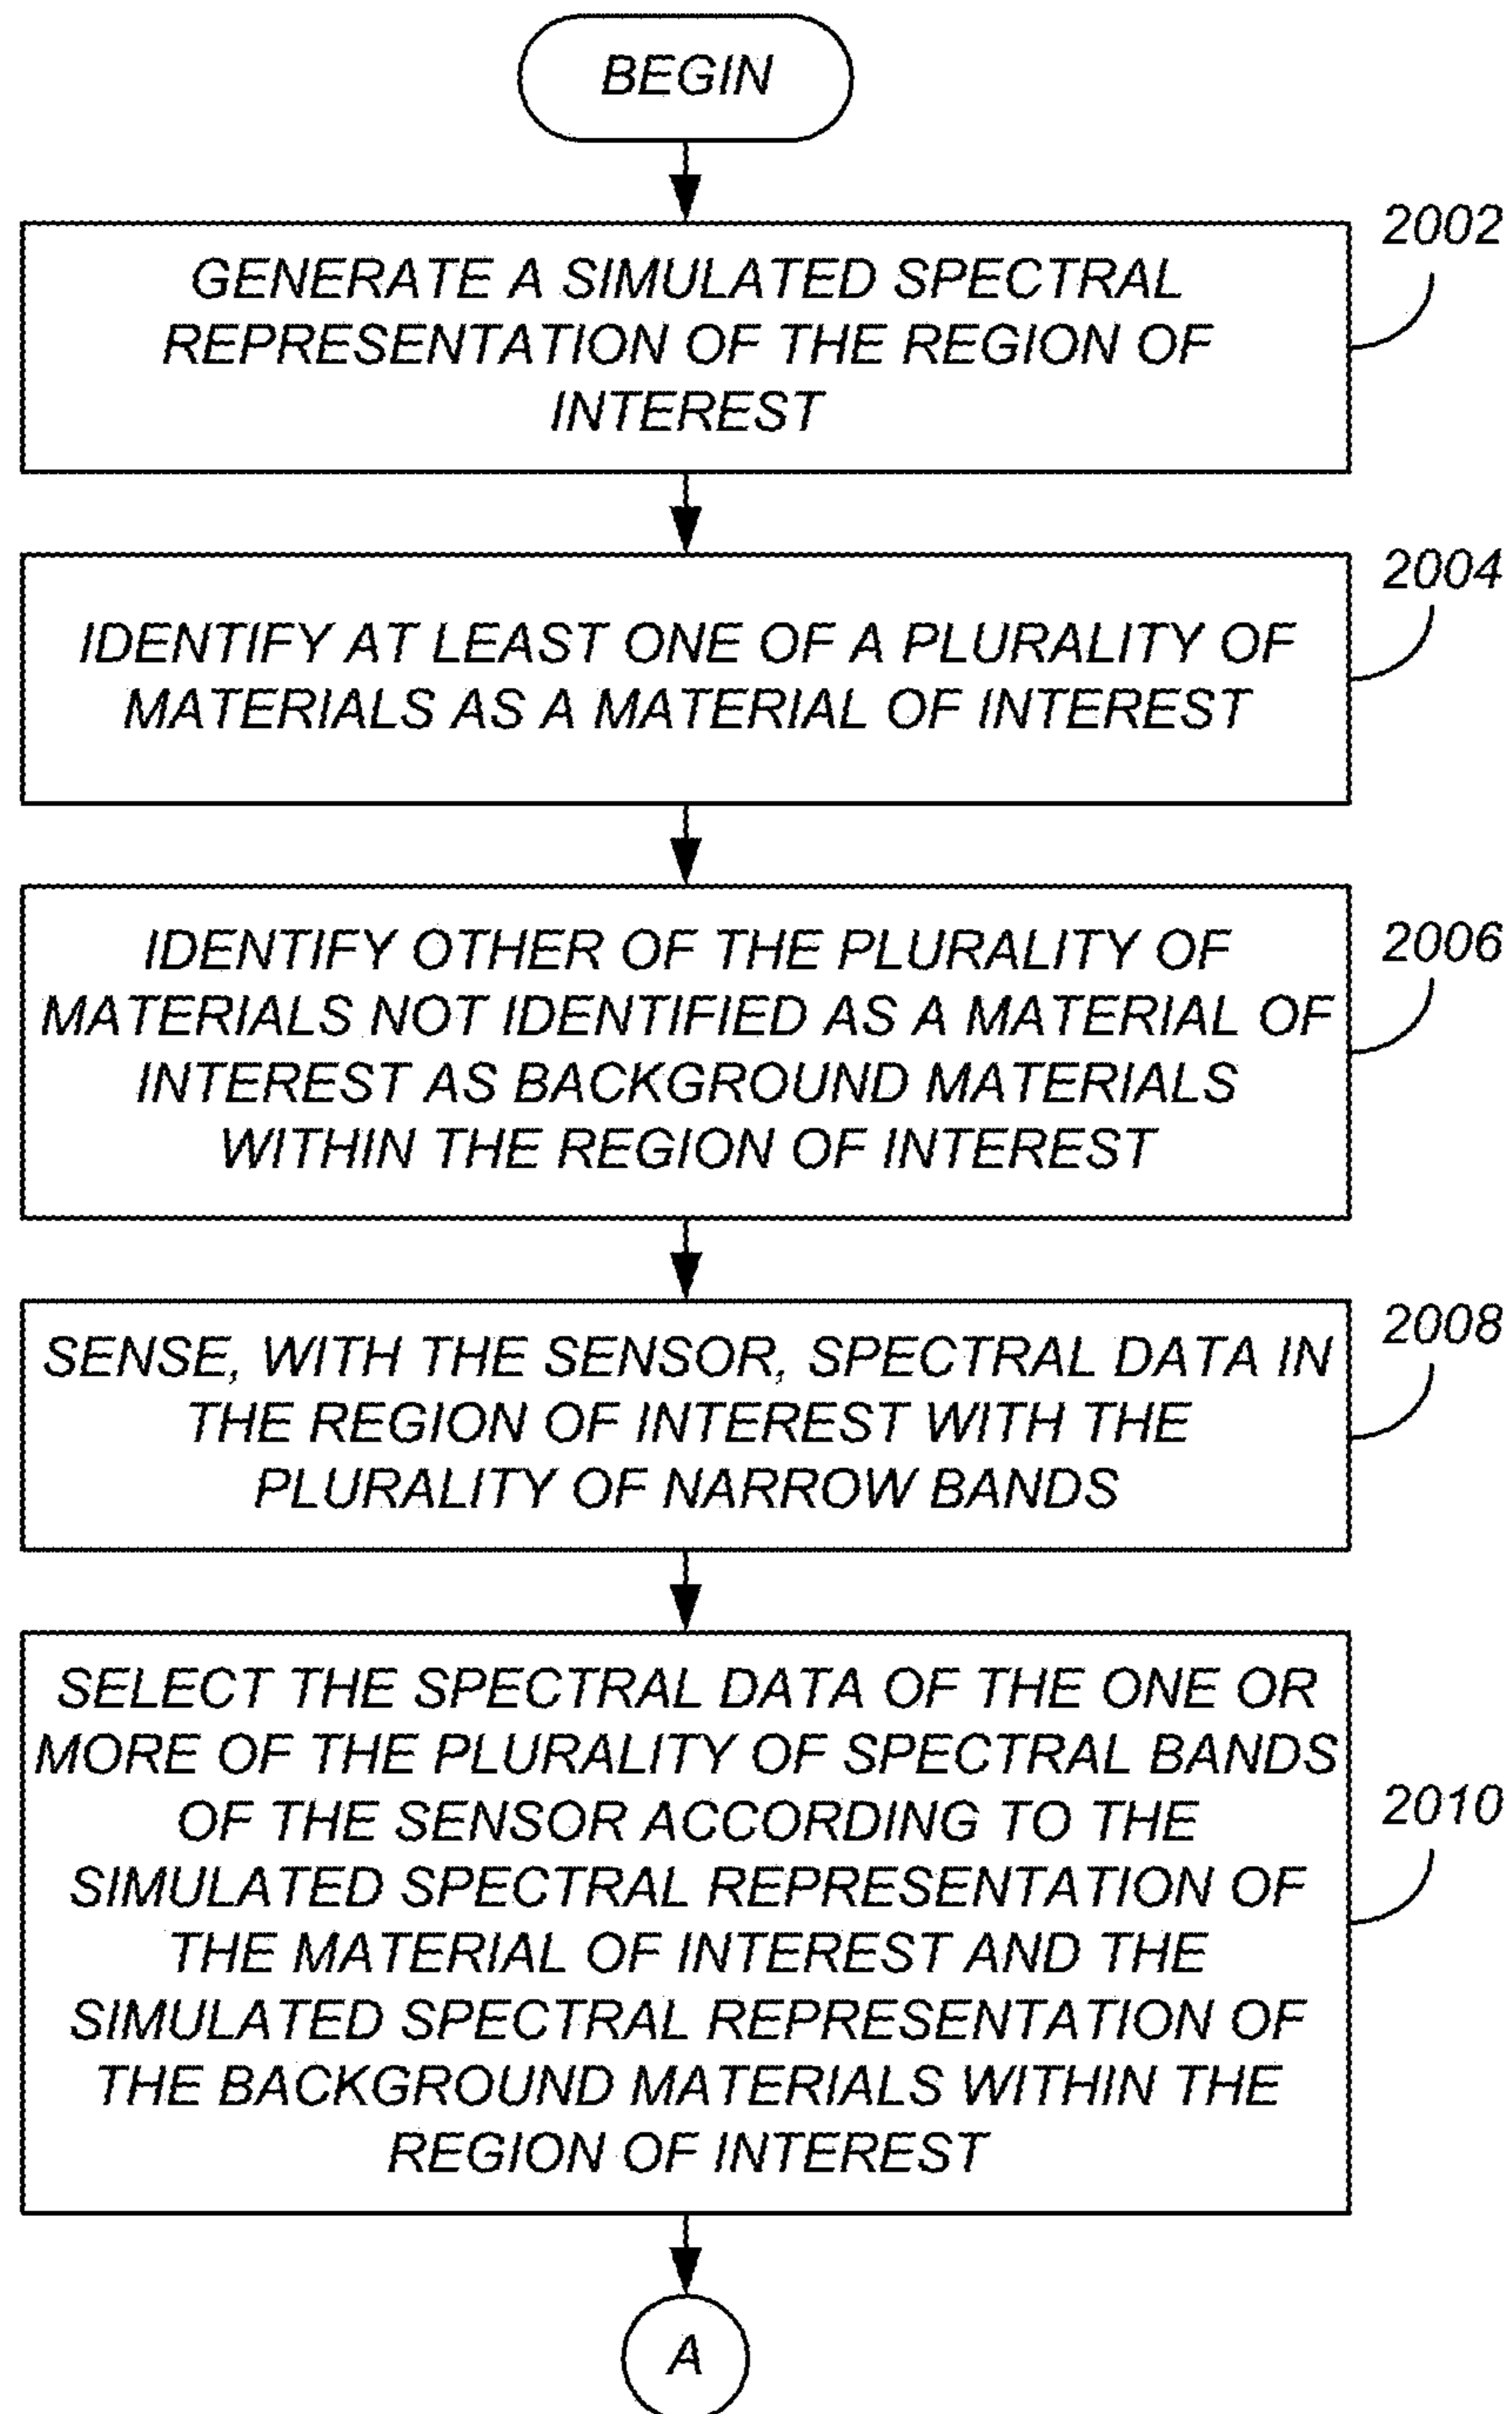 BEGIN
2002
GENERATE A SIMULATED SPECTRAL
REPRESENTATION OF THE REGION OF
INTEREST
2004
IDENTIFY AT LEAST ONE OF A PLURALITY OF
MATERIALS AS A MATERIAL OF INTEREST
2006
IDENTIFY OTHER OF THE PLURALITY OF
MATERIALS NOT IDENTIFIED AS A MATERIAL OF
INTEREST AS BACKGROUND MATERIALS
WITHIN THE REGION OF INTEREST
2008
SENSE, WITH THE SENSOR, SPECTRAL DATA IN
THE REGION OF INTEREST WITH THE
PLURALITY OF NARROW BANDS
2010
SELECT THE SPECTRAL DATA OF THE ONE OR
MORE OF THE PLURALITY OF SPECTRAL BANDS
OF THE SENSOR ACCORDING TO THE
SIMULATED SPECTRAL REPRESENTATION OF
THE MATERIAL OF INTEREST AND THE
SIMULATED SPECTRAL REPRESENTATION OF
THE BACKGROUND MATERIALS WITHIN THE
REGION OF INTEREST
A